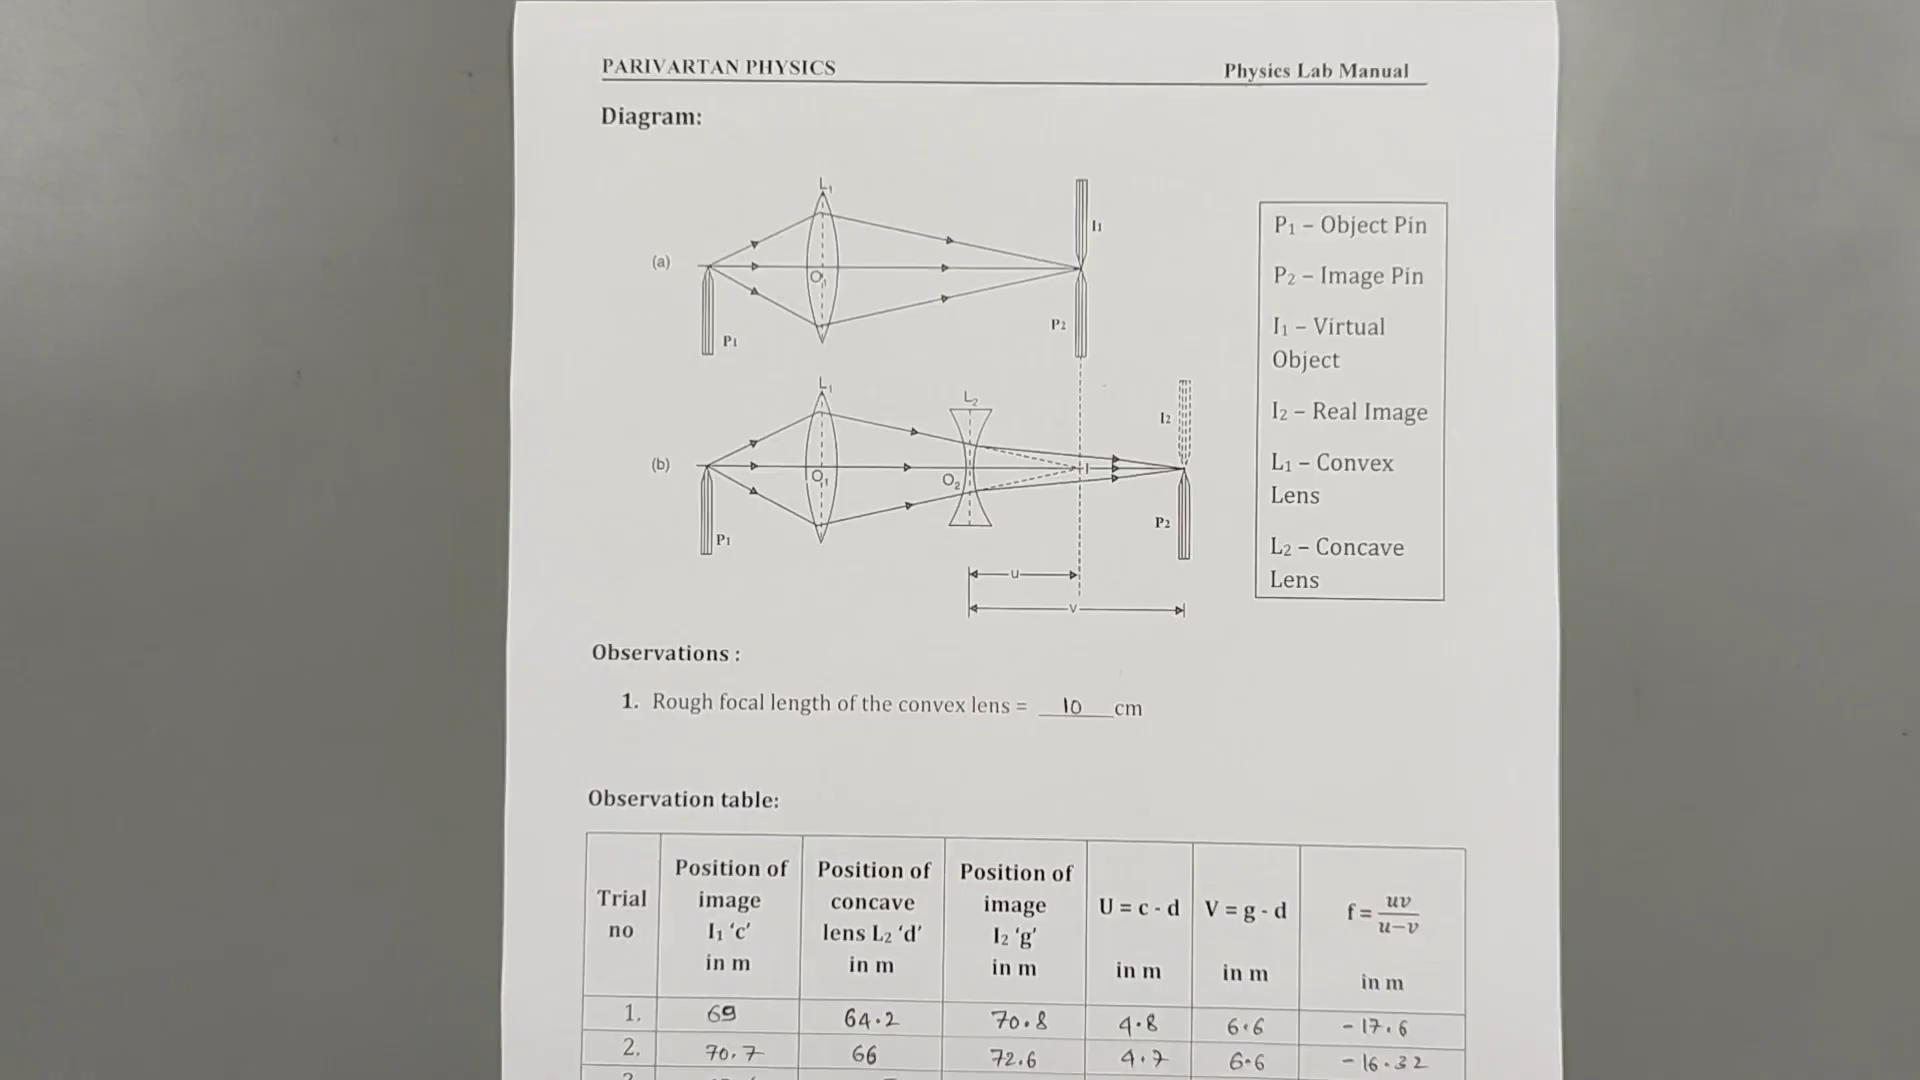 PARIVARTAN PHYSICS
Physics Lab Manual
Diagram:
L1
I1
(a)
O1
P2
P1
L1
L2
I2
(b)
O1
O2
I
P2
P1
u
v
P1 – Object Pin
P2 – Image Pin
I1 – Virtual
Object
I2 – Real Image
L1 – Convex
Lens
L2 – Concave
Lens
Observations :
1. Rough focal length of the convex lens = 10 cm
Observation table:
Trial
no
Position of
image
I1 ‘c’
in m
Position of
concave
lens L2 ‘d’
in m
Position of
image
I2 ‘g’
in m
U = c - d
in m
V = g - d
in m
f = uv / u−v
in m
1. 69 64.2 70.8 4.8 6.6 - 17.6
2. 70.7 66 72.6 4.7 6.6 - 16.32